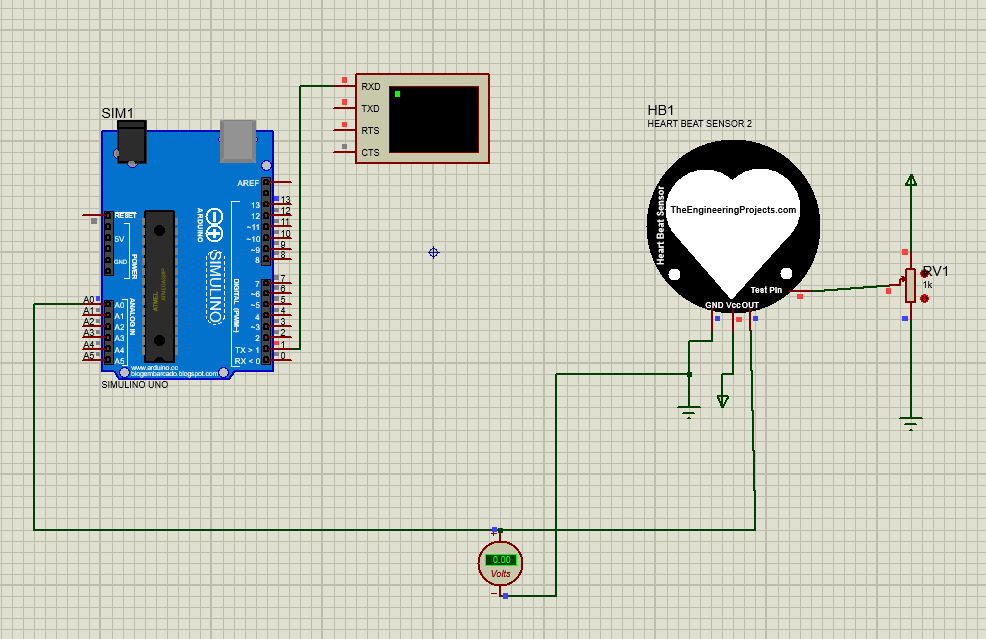 SIM1
SIMULINO UNO
RESET
5V
GND
POWER
A0
A1
A2
A3
A4
A5
A0
A1
A2
A3
A4
A5
ANALOG IN
ATMEL
ARDUINO
SIMULINO
AREF
13
12
~11
~10
~9
8
7
~6
~5
4
~3
2
TX > 1
RX < 0
DIGITAL (PWM~)
13
12
11
10
9
8
7
6
5
4
3
2
1
0
www.arduino.cc
blogembarcado.blogspot.com
RXD
TXD
RTS
CTS
HB1
HEART BEAT SENSOR 2
Heart Beat Sensor
TheEngineeringProjects.com
Test Pin
GND Vcc OUT
RV1
1k
+
0.00
Volts
−